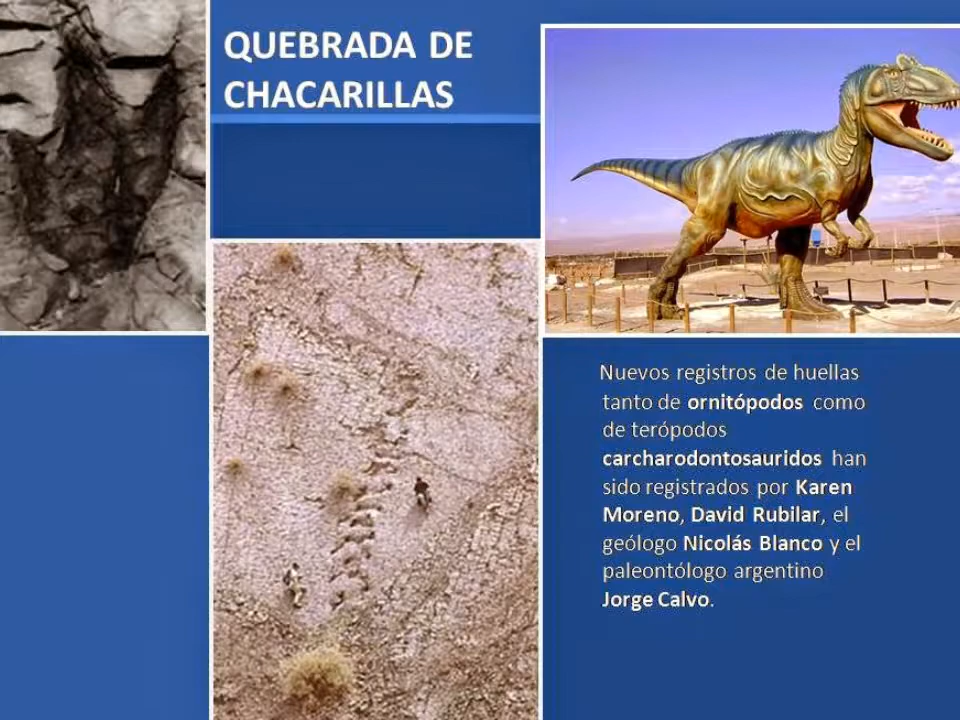 QUEBRADA DE
CHACARILLAS
Nuevos registros de huellas
tanto de ornitópodos como
de terópodos
carcharodontosauridos han
sido registrados por Karen
Moreno, David Rubilar, el
geólogo Nicolás Blanco y el
paleontólogo argentino
Jorge Calvo.